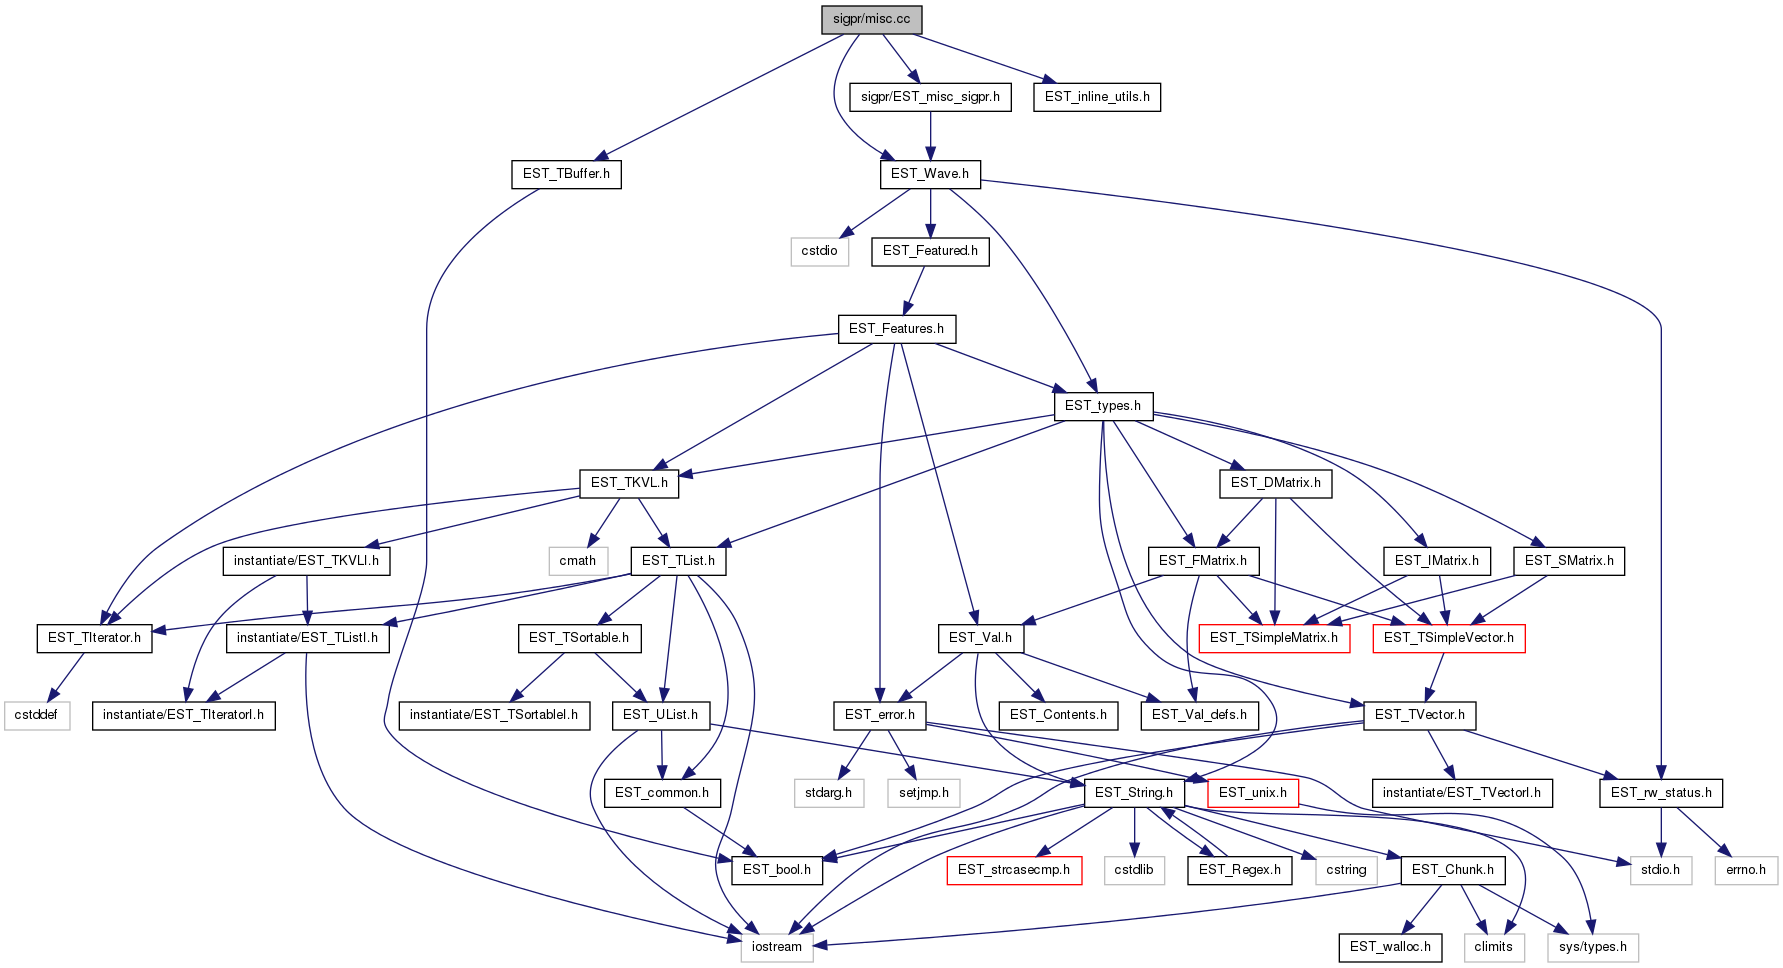 sigpr/misc.cc
sigpr/EST_misc_sigpr.h
EST_inline_utils.h
EST_TBuffer.h
EST_Wave.h
cstdio
EST_Featured.h
EST_Features.h
EST_types.h
EST_TKVL.h
EST_DMatrix.h
instantiate/EST_TKVLI.h
cmath
EST_TList.h
EST_FMatrix.h
EST_IMatrix.h
EST_SMatrix.h
EST_TIterator.h
instantiate/EST_TListI.h
EST_TSortable.h
EST_Val.h
EST_TSimpleMatrix.h
EST_TSimpleVector.h
cstddef
instantiate/EST_TIteratorI.h
instantiate/EST_TSortableI.h
EST_UList.h
EST_error.h
EST_Contents.h
EST_Val_defs.h
EST_TVector.h
EST_common.h
stdarg.h
setjmp.h
EST_String.h
EST_unix.h
instantiate/EST_TVectorI.h
EST_rw_status.h
EST_bool.h
EST_strcasecmp.h
cstdlib
EST_Regex.h
cstring
EST_Chunk.h
stdio.h
errno.h
iostream
EST_walloc.h
climits
sys/types.h